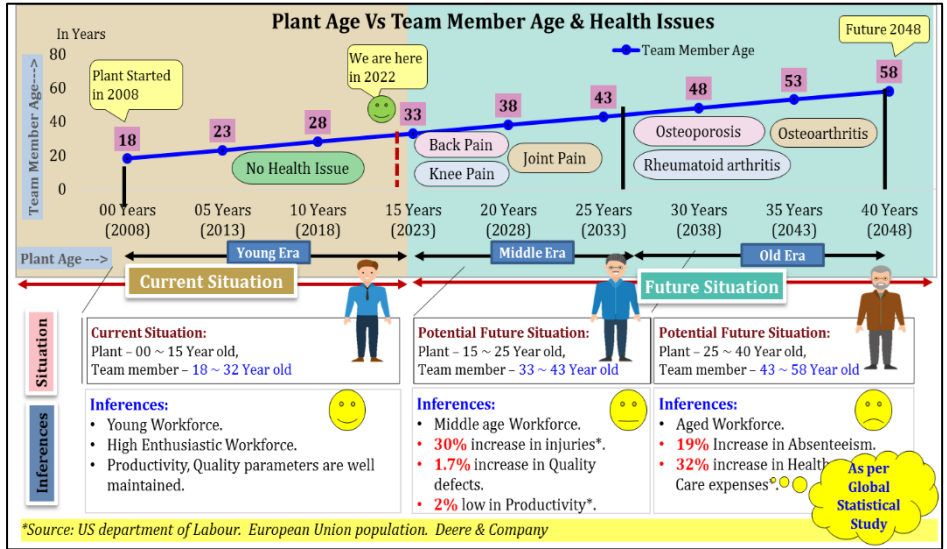 Plant Age Vs Team Member Age & Health Issues
In Years
Team Member Age
Future 2048
Plant Started
in 2008
We are here
in 2022
Team Member Age--->
80
60
40
20
0
18
23
28
33
38
43
48
53
58
No Health Issue
Back Pain
Knee Pain
Joint Pain
Osteoporosis
Osteoarthritis
Rheumatoid arthritis
00 Years
(2008)
05 Years
(2013)
10 Years
(2018)
15 Years
(2023)
20 Years
(2028)
25 Years
(2033)
30 Years
(2038)
35 Years
(2043)
40 Years
(2048)
Plant Age --->
Young Era
Middle Era
Old Era
Current Situation
Future Situation
Situation
Current Situation:
Plant – 00 ~ 15 Year old,
Team member – 18 ~ 32 Year old
Potential Future Situation:
Plant – 15 ~ 25 Year old,
Team member – 33 ~ 43 Year old
Potential Future Situation:
Plant – 25 ~ 40 Year old,
Team member – 43 ~ 58 Year old
Inferences
Inferences:
• Young Workforce.
• High Enthusiastic Workforce.
• Productivity, Quality parameters are well
maintained.
Inferences:
• Middle age Workforce.
• 30% increase in injuries*.
• 1.7% increase in Quality
defects.
• 2% low in Productivity*.
Inferences:
• Aged Workforce.
• 19% Increase in Absenteeism.
• 32% increase in Health
Care expenses*.
As per
Global
Statistical
Study
*Source: US department of Labour. European Union population. Deere & Company